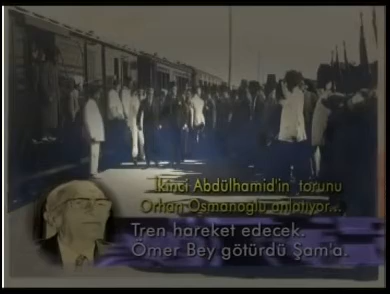 İkinci Abdülhamid'in torunu
Orhan Osmanoğlu anlatıyor...
Tren hareket edecek.
Ömer Bey götürdü Şam'a.